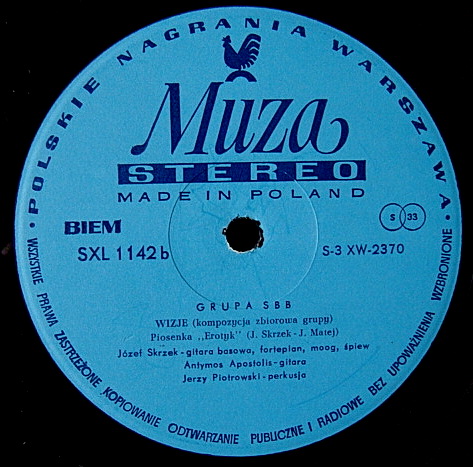 POLSKIE NAGRANIA WARSZAWA
Muza
STEREO
MADE IN POLAND
BIEM
S 33
SXL 1142 b
S-3 XW-2370
GRUPA SBB
WIZJE (kompozycja zbiorowa grupy)
Piosenka „Erotyk" (J. Skrzek - J. Matej)
Józef Skrzek - gitara basowa, fortepian, moog, śpiew
Antymos Apostolis - gitara
Jerzy Piotrowski - perkusja
• WSZYSTKIE PRAWA ZASTRZEŻONE KOPIOWANIE ODTWARZANIE PUBLICZNE I RADIOWE BEZ UPOWAŻNIENIA WZBRONIONE •